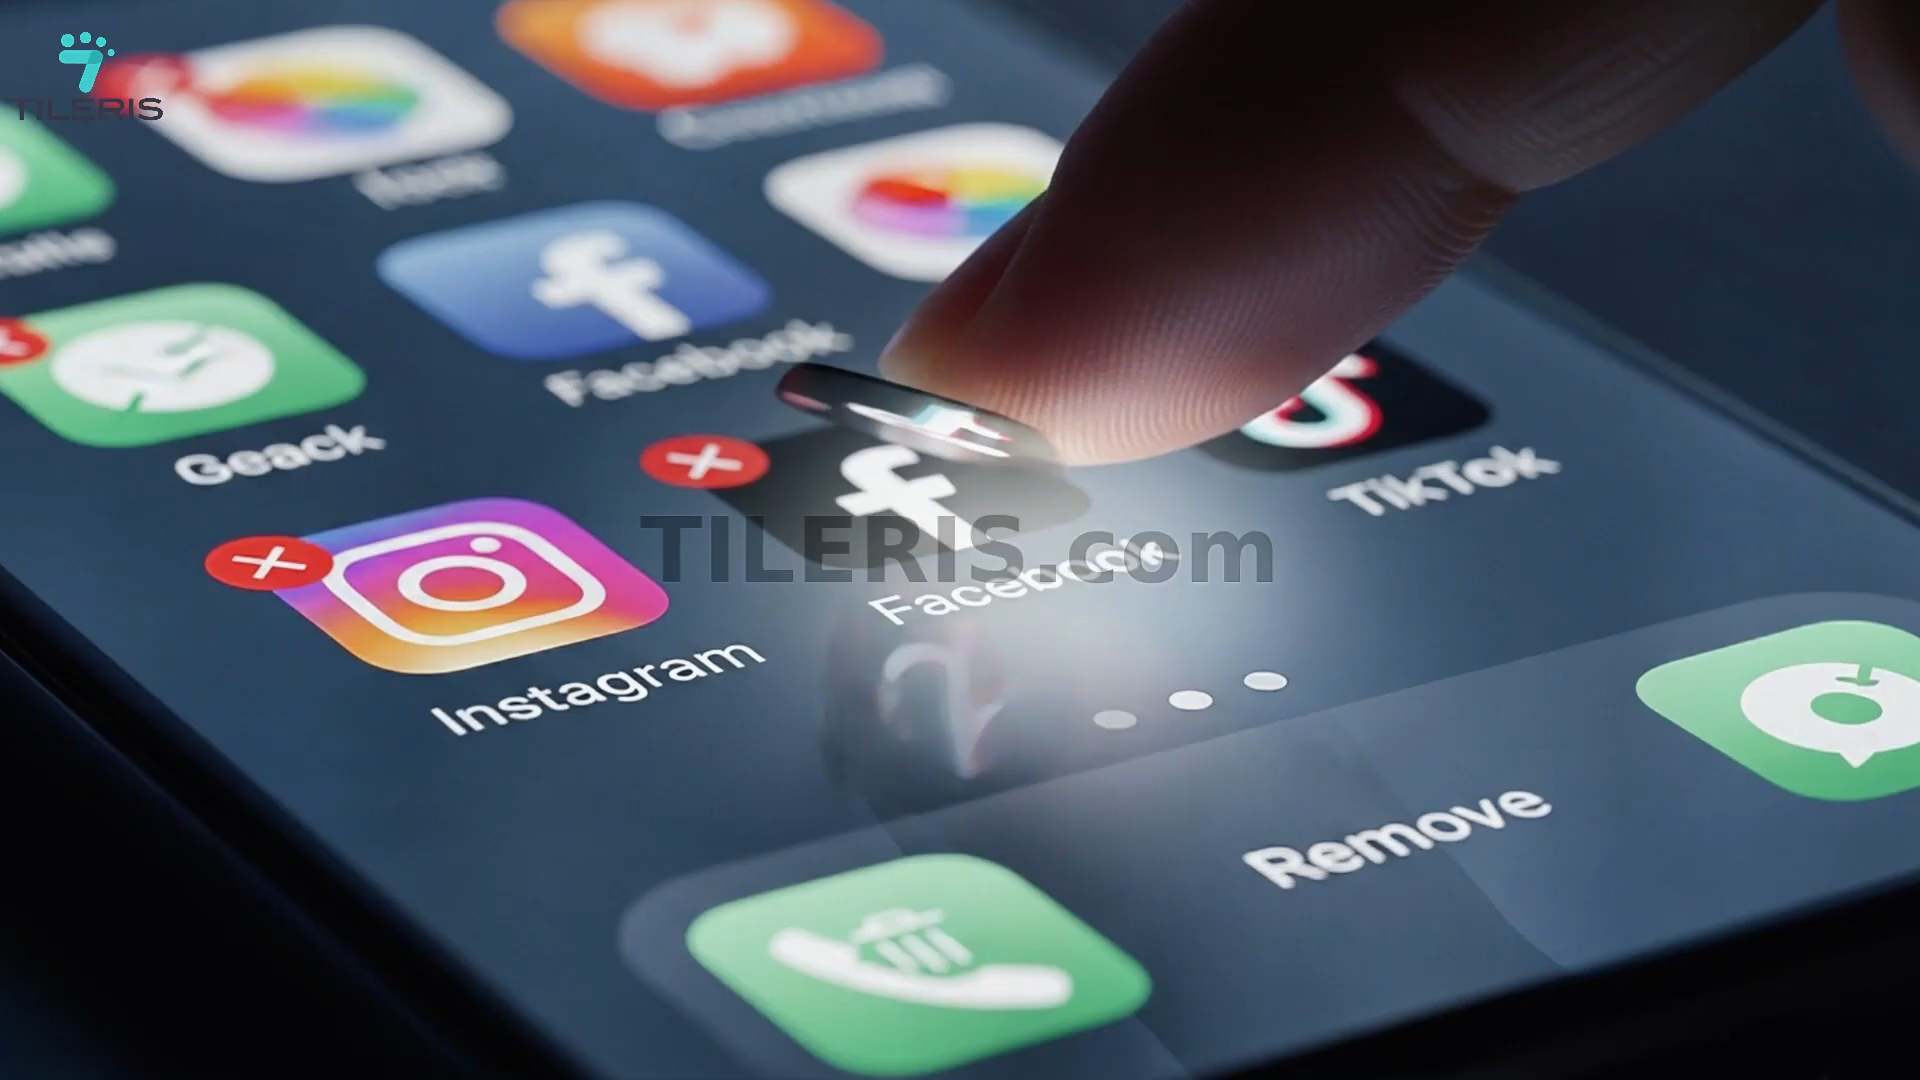 TILERIS
Facebook
Geack
TikTok
TILERIS.com
Facebook
Instagram
Remove